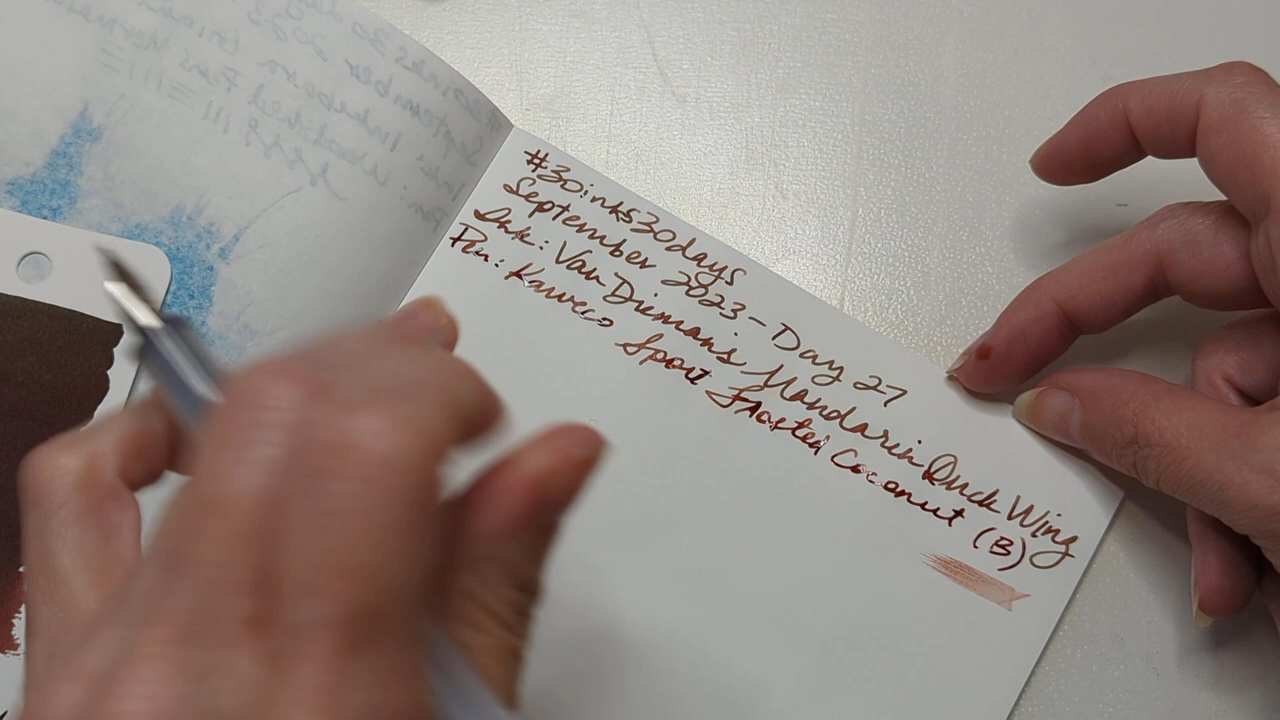 #30inks30days
September 2023 - Day 27
Ink: Van Dieman's Mandarin Duck Wing
Pen: Kaweco Sport Frosted Coconut (B)